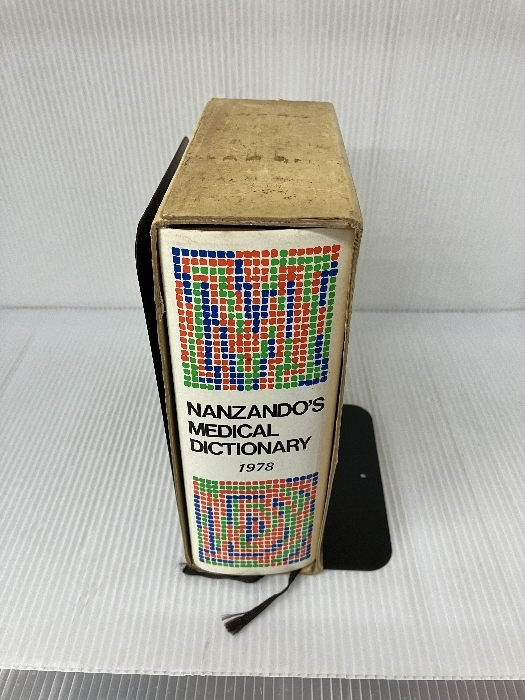 M
NANZANDO'S
MEDICAL
DICTIONARY
1978
D